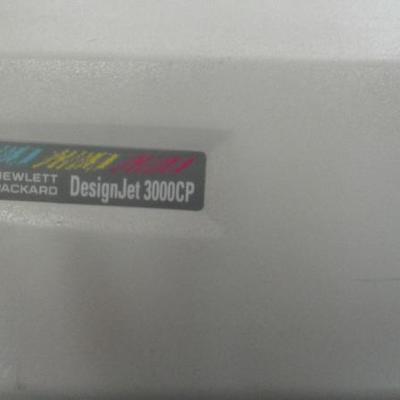 HEWLETT
PACKARD DesignJet 3000CP